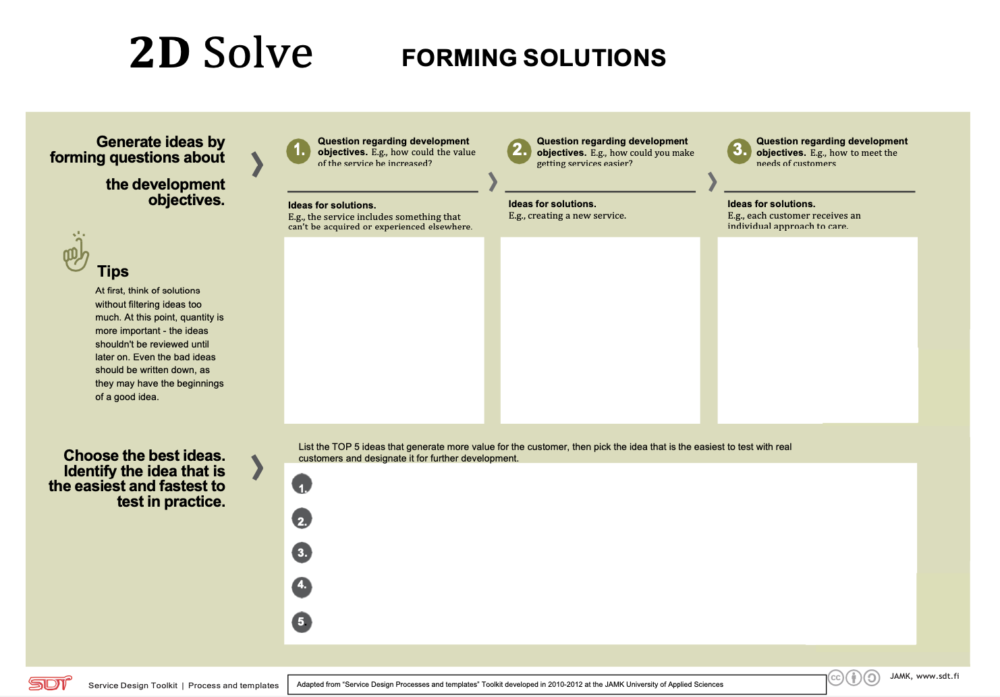 2D Solve
FORMING SOLUTIONS
Generate ideas by
forming questions about
the development
objectives.
1.
Question regarding development
objectives. E.g., how could the value
of the service be increased?
2.
Question regarding development
objectives. E.g., how could you make
getting services easier?
3.
Question regarding development
objectives. E.g., how to meet the
needs of customers
Ideas for solutions.
E.g., the service includes something that
can't be acquired or experienced elsewhere.
Ideas for solutions.
E.g., creating a new service.
Ideas for solutions.
E.g., each customer receives an
individual approach to care.
Tips
At first, think of solutions
without filtering ideas too
much. At this point, quantity is
more important - the ideas
shouldn't be reviewed until
later on. Even the bad ideas
should be written down, as
they may have the beginnings
of a good idea.
Choose the best ideas.
Identify the idea that is
the easiest and fastest to
test in practice.
List the TOP 5 ideas that generate more value for the customer, then pick the idea that is the easiest to test with real
customers and designate it for further development.
1.
2.
3.
4.
5.
SDT
Service Design Toolkit | Process and templates
Adapted from “Service Design Processes and templates” Toolkit developed in 2010-2012 at the JAMK University of Applied Sciences
cc
JAMK, www.sdt.fi